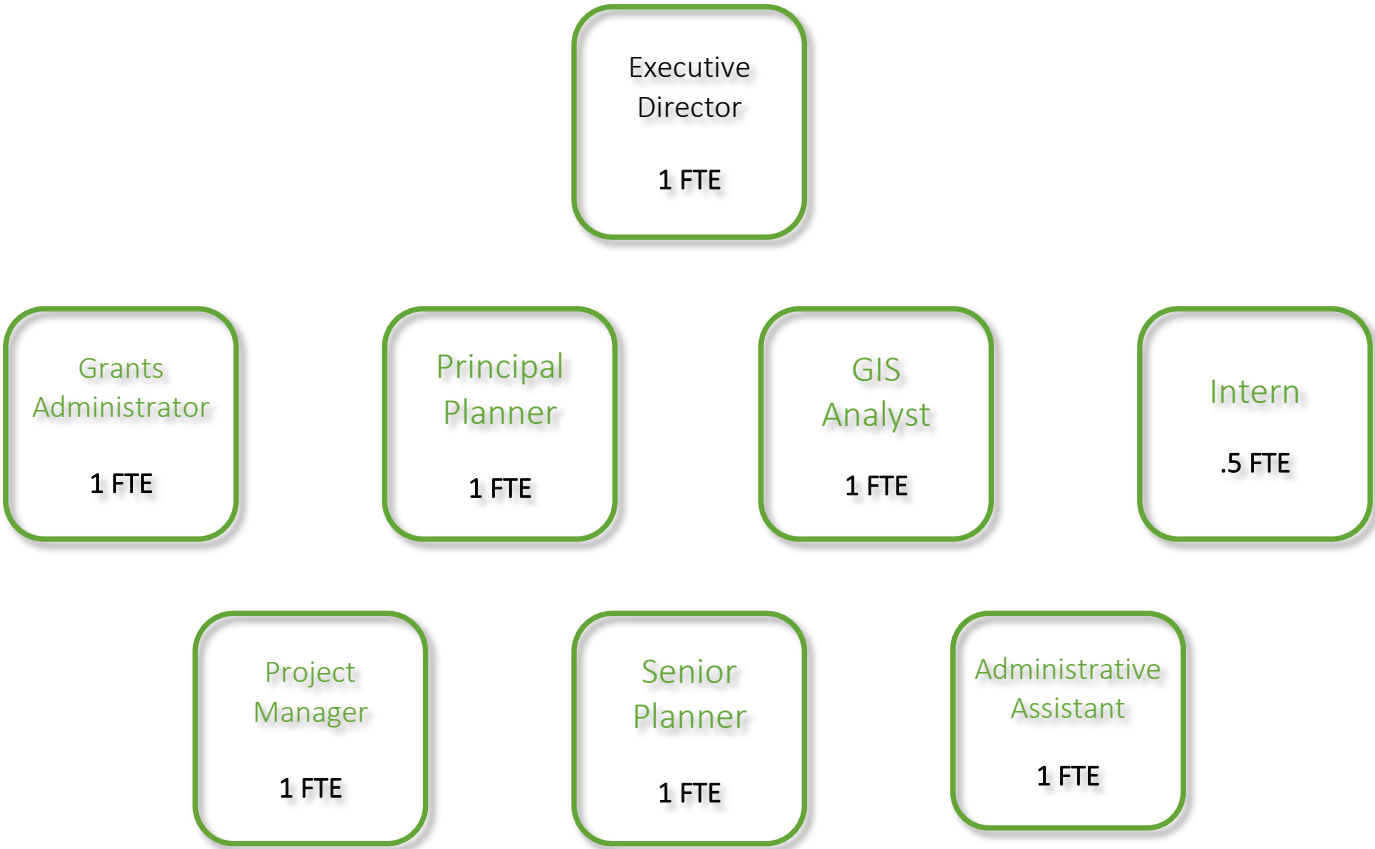 Executive
Director
1 FTE
Grants
Administrator
1 FTE
Principal
Planner
1 FTE
GIS
Analyst
1 FTE
Intern
.5 FTE
Project
Manager
1 FTE
Senior
Planner
1 FTE
Administrative
Assistant
1 FTE